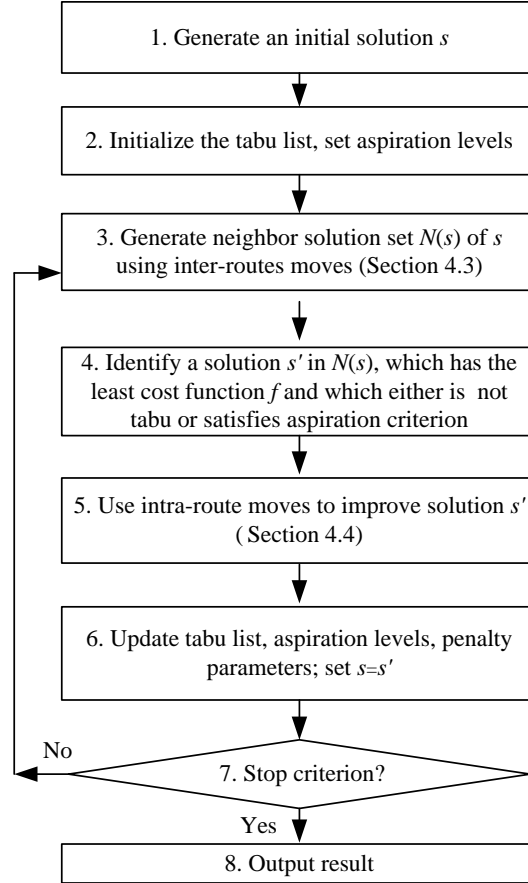 1. Generate an initial solution s
2. Initialize the tabu list, set aspiration levels
3. Generate neighbor solution set N(s) of s
using inter-routes moves (Section 4.3)
4. Identify a solution s' in N(s), which has the
least cost function f and which either is not
tabu or satisfies aspiration criterion
5. Use intra-route moves to improve solution s'
( Section 4.4)
6. Update tabu list, aspiration levels, penalty
parameters; set s=s'
No
7. Stop criterion?
Yes
8. Output result